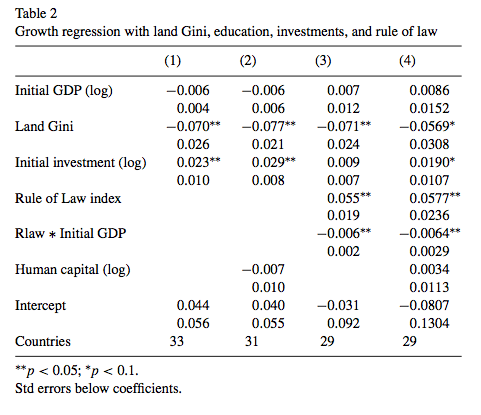 Table 2
Growth regression with land Gini, education, investments, and rule of law
(1) (2) (3) (4)
Initial GDP (log) −0.006 −0.006 0.007 0.0086
0.004 0.006 0.012 0.0152
Land Gini −0.070** −0.077** −0.071** −0.0569*
0.026 0.021 0.024 0.0308
Initial investment (log) 0.023** 0.029** 0.009 0.0190*
0.010 0.008 0.007 0.0107
Rule of Law index 0.055** 0.0577**
0.019 0.0236
Rlaw ∗ Initial GDP −0.006** −0.0064**
0.002 0.0029
Human capital (log) −0.007 0.0034
0.010 0.0113
Intercept 0.044 0.040 −0.031 −0.0807
0.056 0.055 0.092 0.1304
Countries 33 31 29 29
**p < 0.05; *p < 0.1.
Std errors below coefficients.